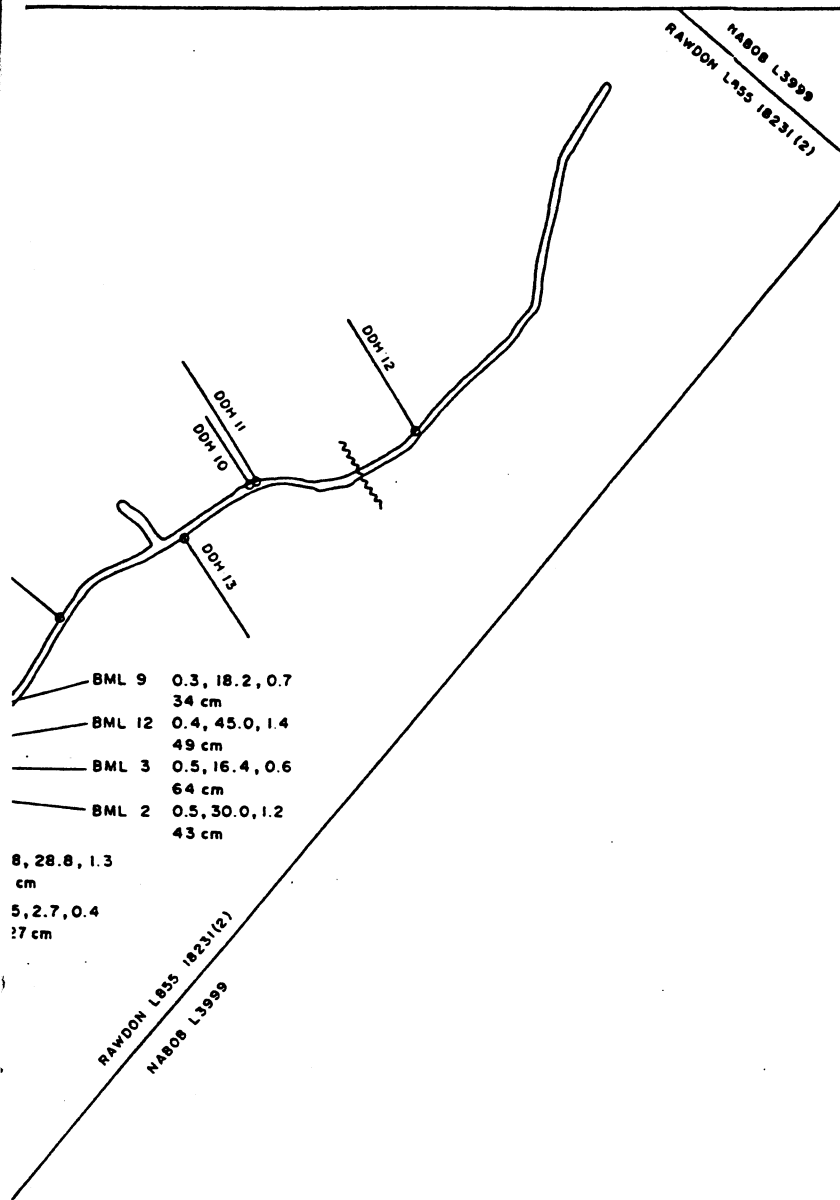 NABOB L3999
RAWDON L855 18231(2)
DDH 12
DDH 11
DDH 10
DDH 13
BML 9 0.3, 18.2, 0.7
34 cm
BML 12 0.4, 45.0, 1.4
49 cm
BML 3 0.5, 16.4, 0.6
64 cm
BML 2 0.5, 30.0, 1.2
43 cm
8, 28.8, 1.3
cm
5, 2.7, 0.4
27 cm
RAWDON L855 18231(2)
NABOB L3999